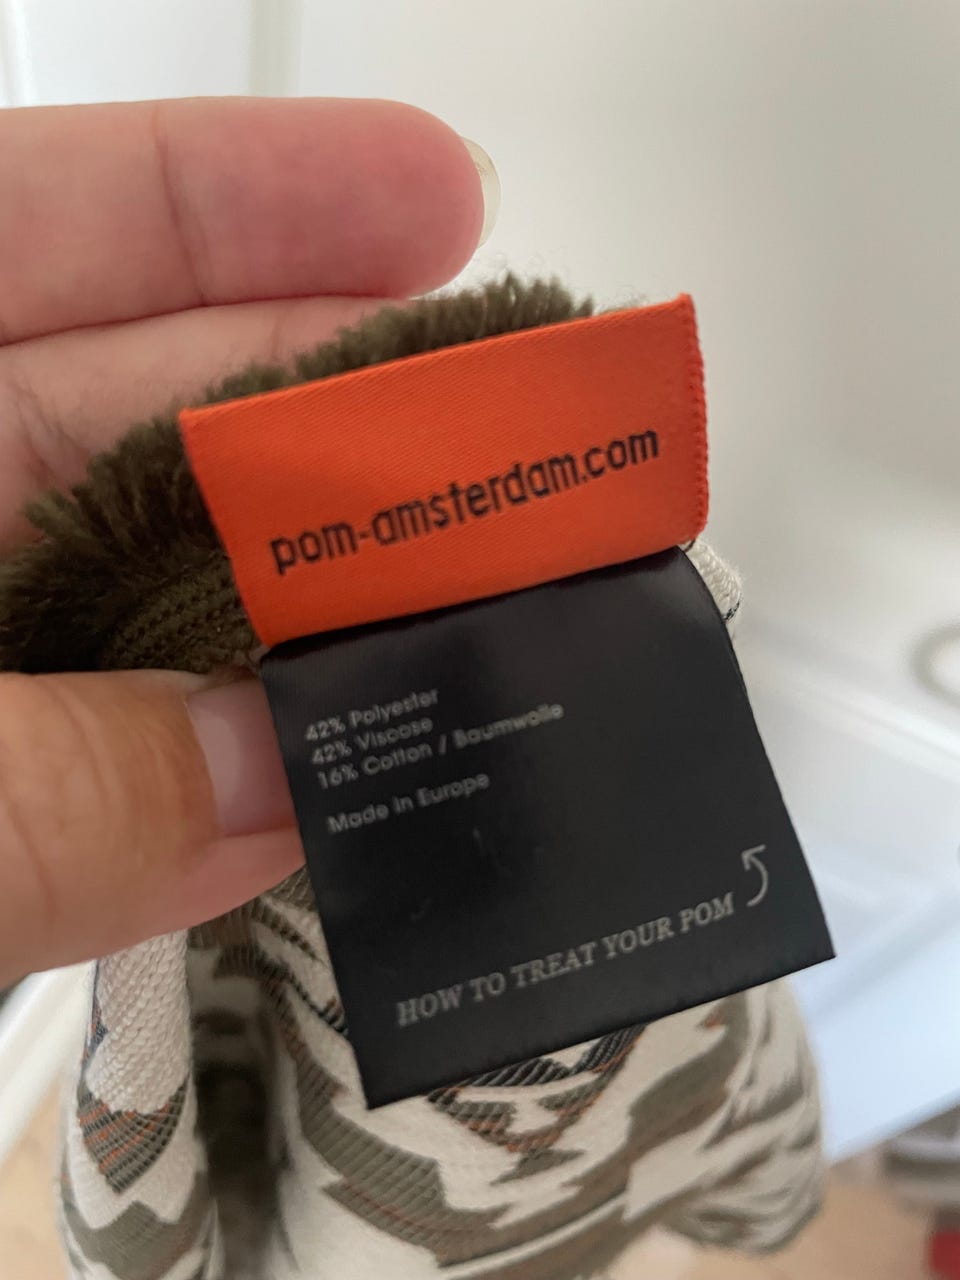 pom-amsterdam.com
42% Polyester
42% Viscose
16% Cotton / Baumwolle
Made in Europe
HOW TO TREAT YOUR POM